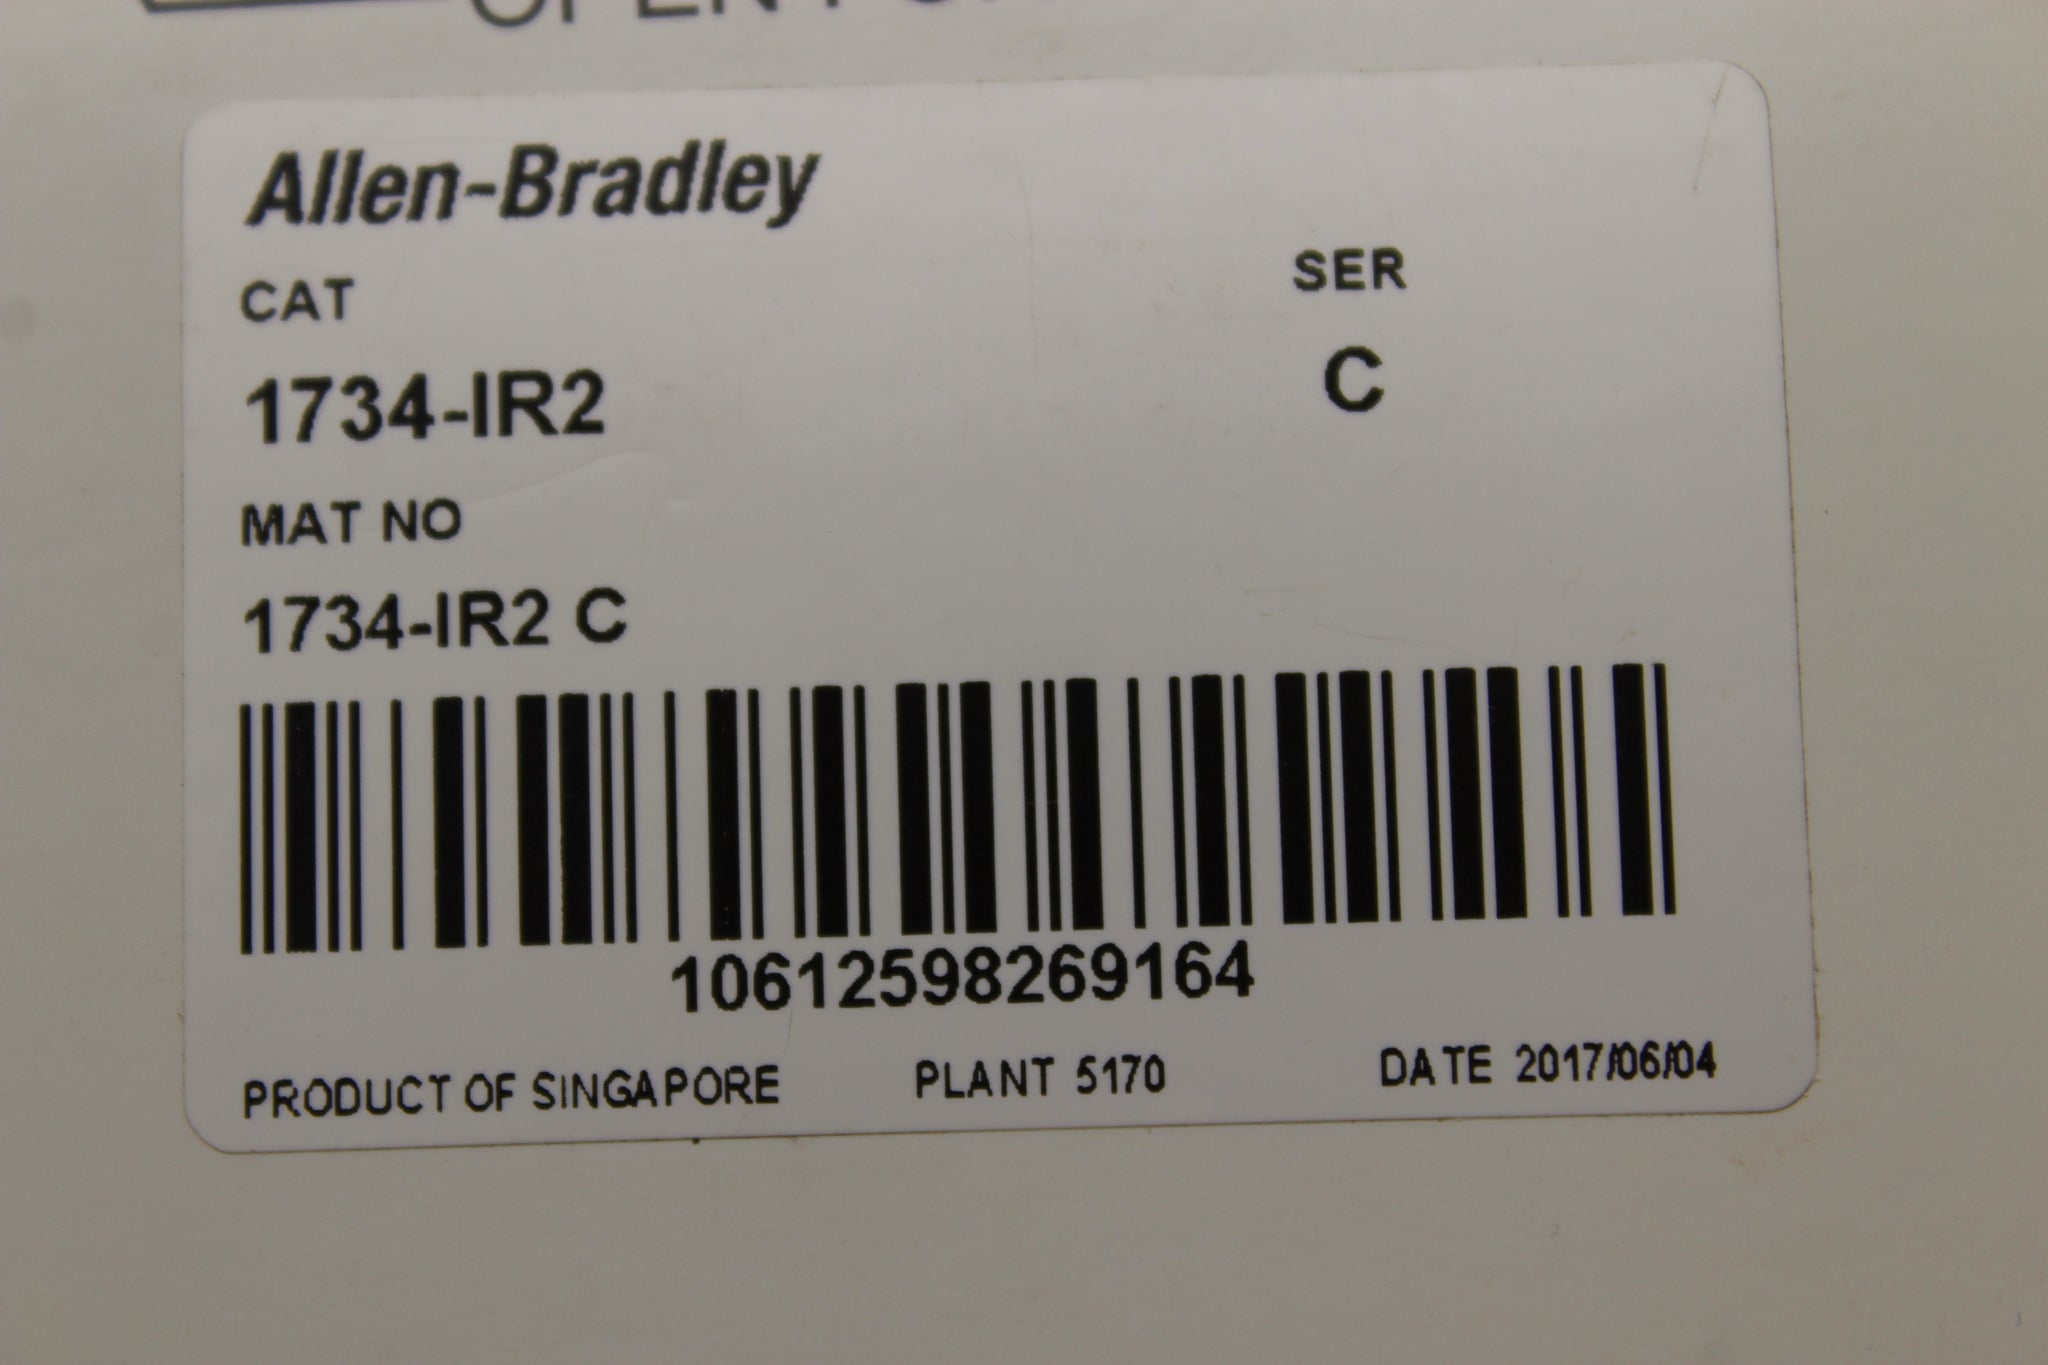 Allen-Bradley
CAT
SER
1734-IR2
C
MAT NO
1734-IR2 C
10612598269164
PRODUCT OF SINGAPORE PLANT 5170 DATE 2017/06/04